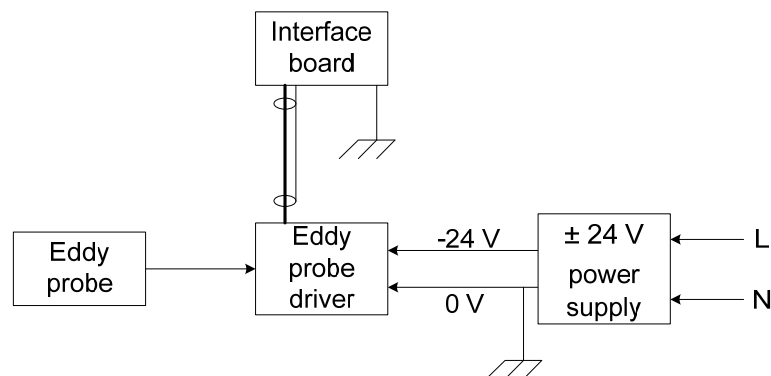 Interface
board
Eddy
probe
Eddy
probe
driver
-24 V
0 V
± 24 V
power
supply
L
N